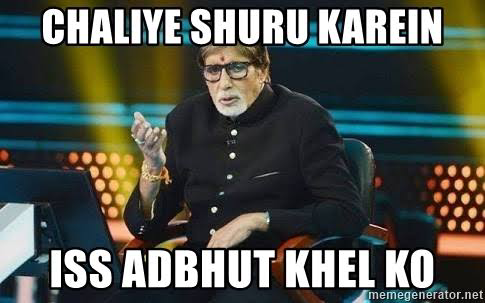 CHALIYE SHURU KAREIN
ISS ADBHUT KHEL KO
memegenerator.net